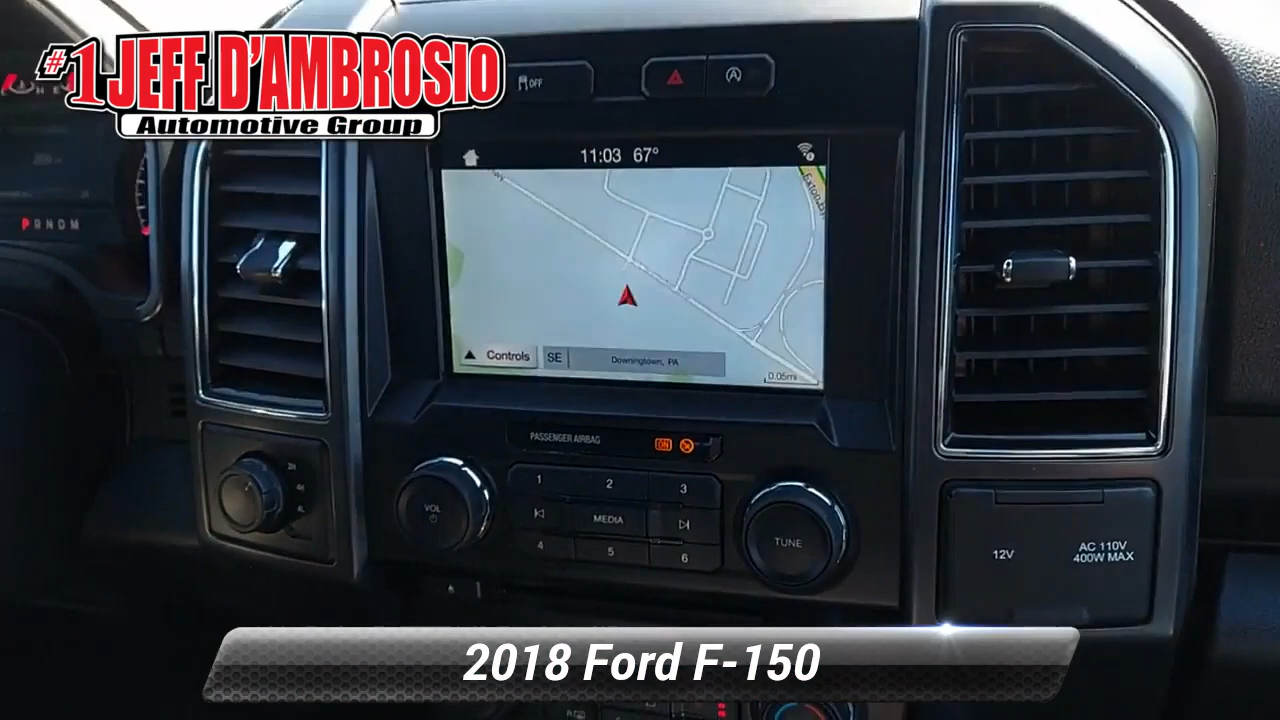 #1 JEFF D'AMBROSIO
Automotive Group
OFF
A
11:03 67°
Exton
Controls
SE
Downingtown, PA
0.05mi
P R N D M
PASSENGER AIRBAG
ON
2H
4H
4L
VOL
1 2 3
MEDIA
4 5 6
TUNE
12V
AC 110V
400W MAX
2018 Ford F-150